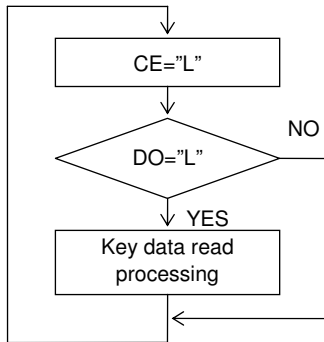 CE=”L”
NO
DO=”L”
YES
Key data read
processing